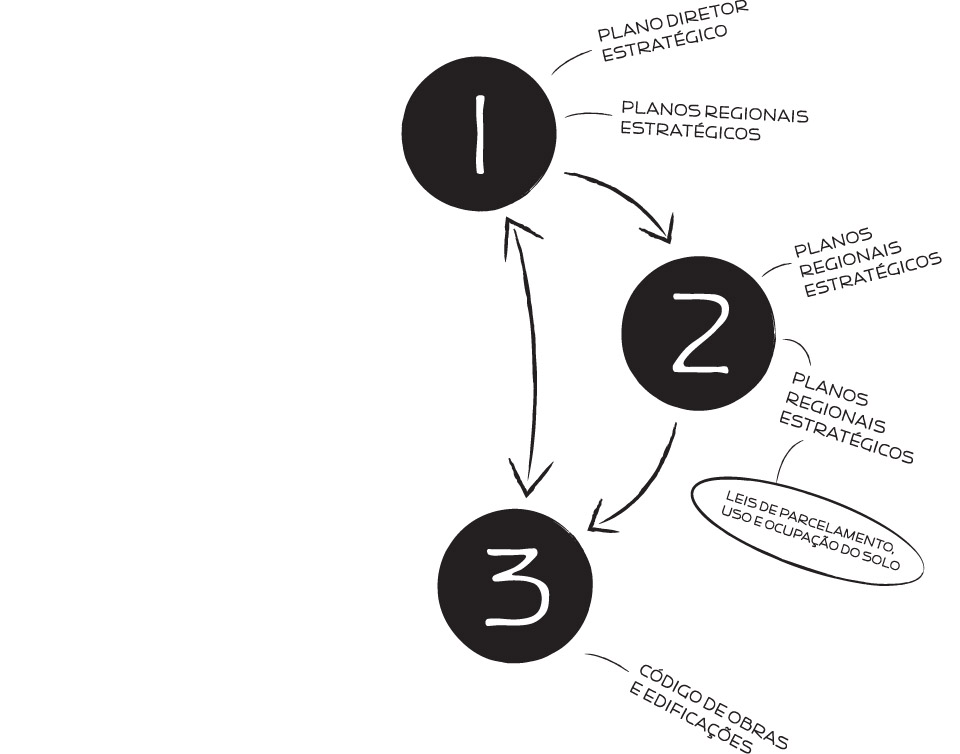 PLANO DIRETOR
ESTRATÉGICO
1
PLANOS REGIONAIS
ESTRATÉGICOS
PLANOS
REGIONAIS
ESTRATÉGICOS
2
PLANOS
REGIONAIS
ESTRATÉGICOS
LEIS DE PARCELAMENTO,
USO E OCUPAÇÃO DO SOLO
3
CÓDIGO DE OBRAS
E EDIFICAÇÕES